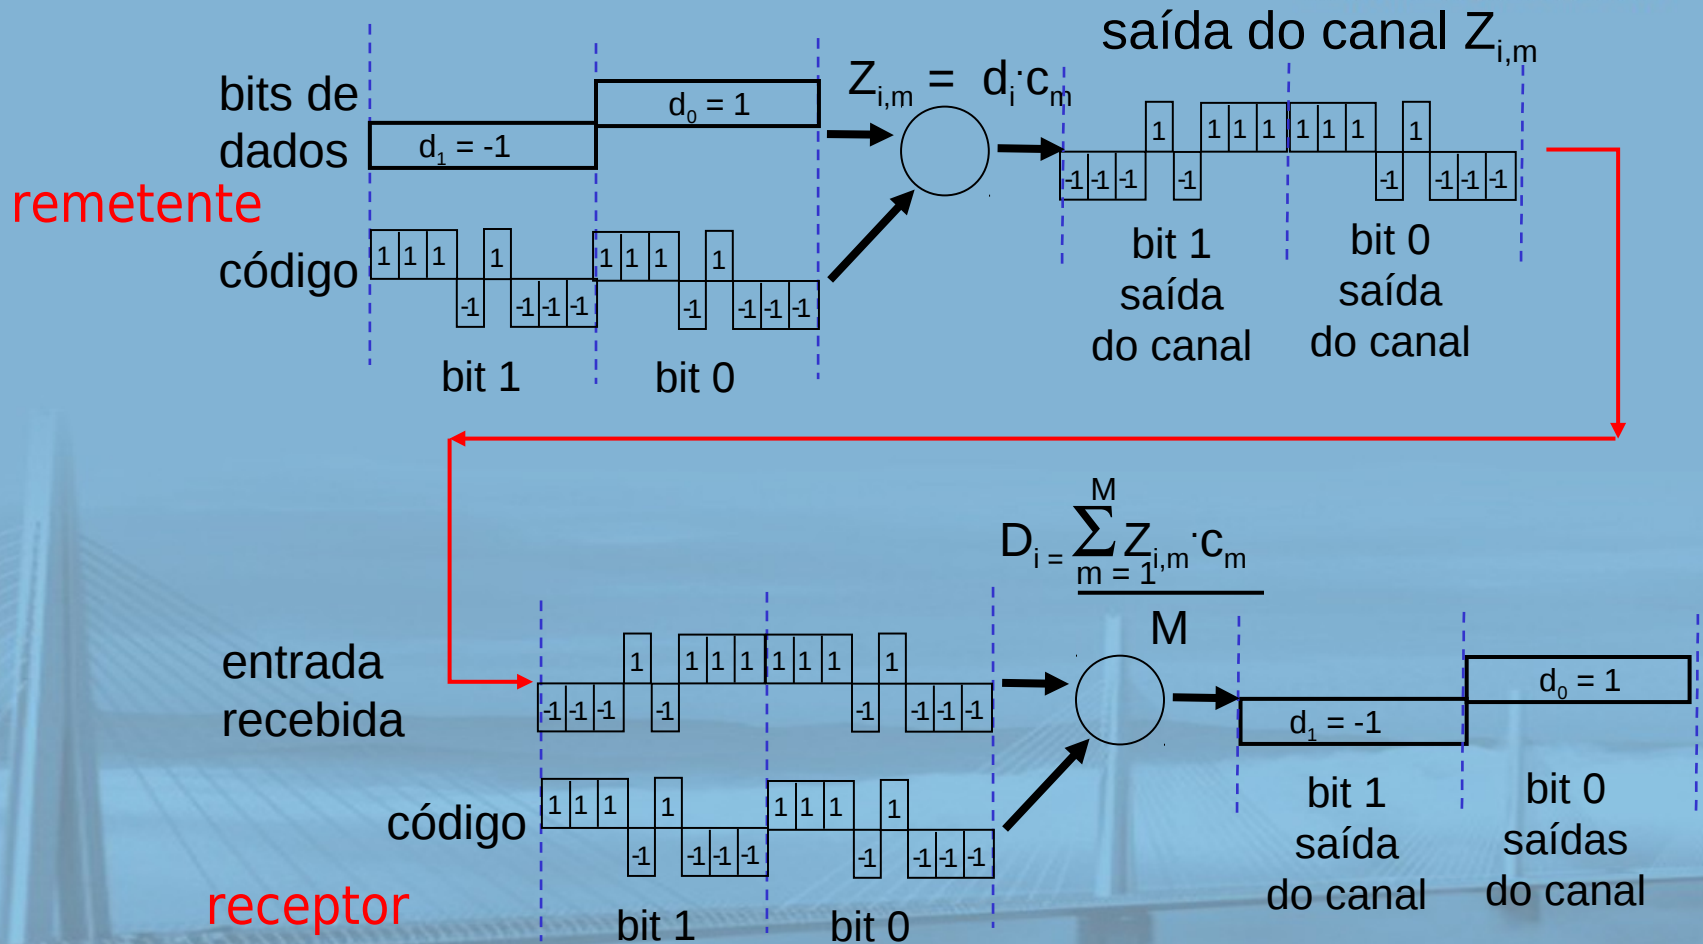 saída do canal Z i,m
bits de
dados
d1 = -1
d0 = 1
Z i,m = d i · c m
remetente
código
1 1 1 -1 1 -1 -1 -1
1 1 1 -1 1 -1 -1 -1
bit 1
bit 0
-1 -1 -1 1 -1 1 1 1
1 1 1 -1 1 -1 -1 -1
bit 1
saída
do canal
bit 0
saída
do canal
M
D i = ∑ Z i,m · c m
m = 1
M
entrada
recebida
-1 -1 -1 1 -1 1 1 1
1 1 1 -1 1 -1 -1 -1
código
1 1 1 -1 1 -1 -1 -1
1 1 1 -1 1 -1 -1 -1
receptor
bit 1
bit 0
d1 = -1
d0 = 1
bit 1
saída
do canal
bit 0
saídas
do canal